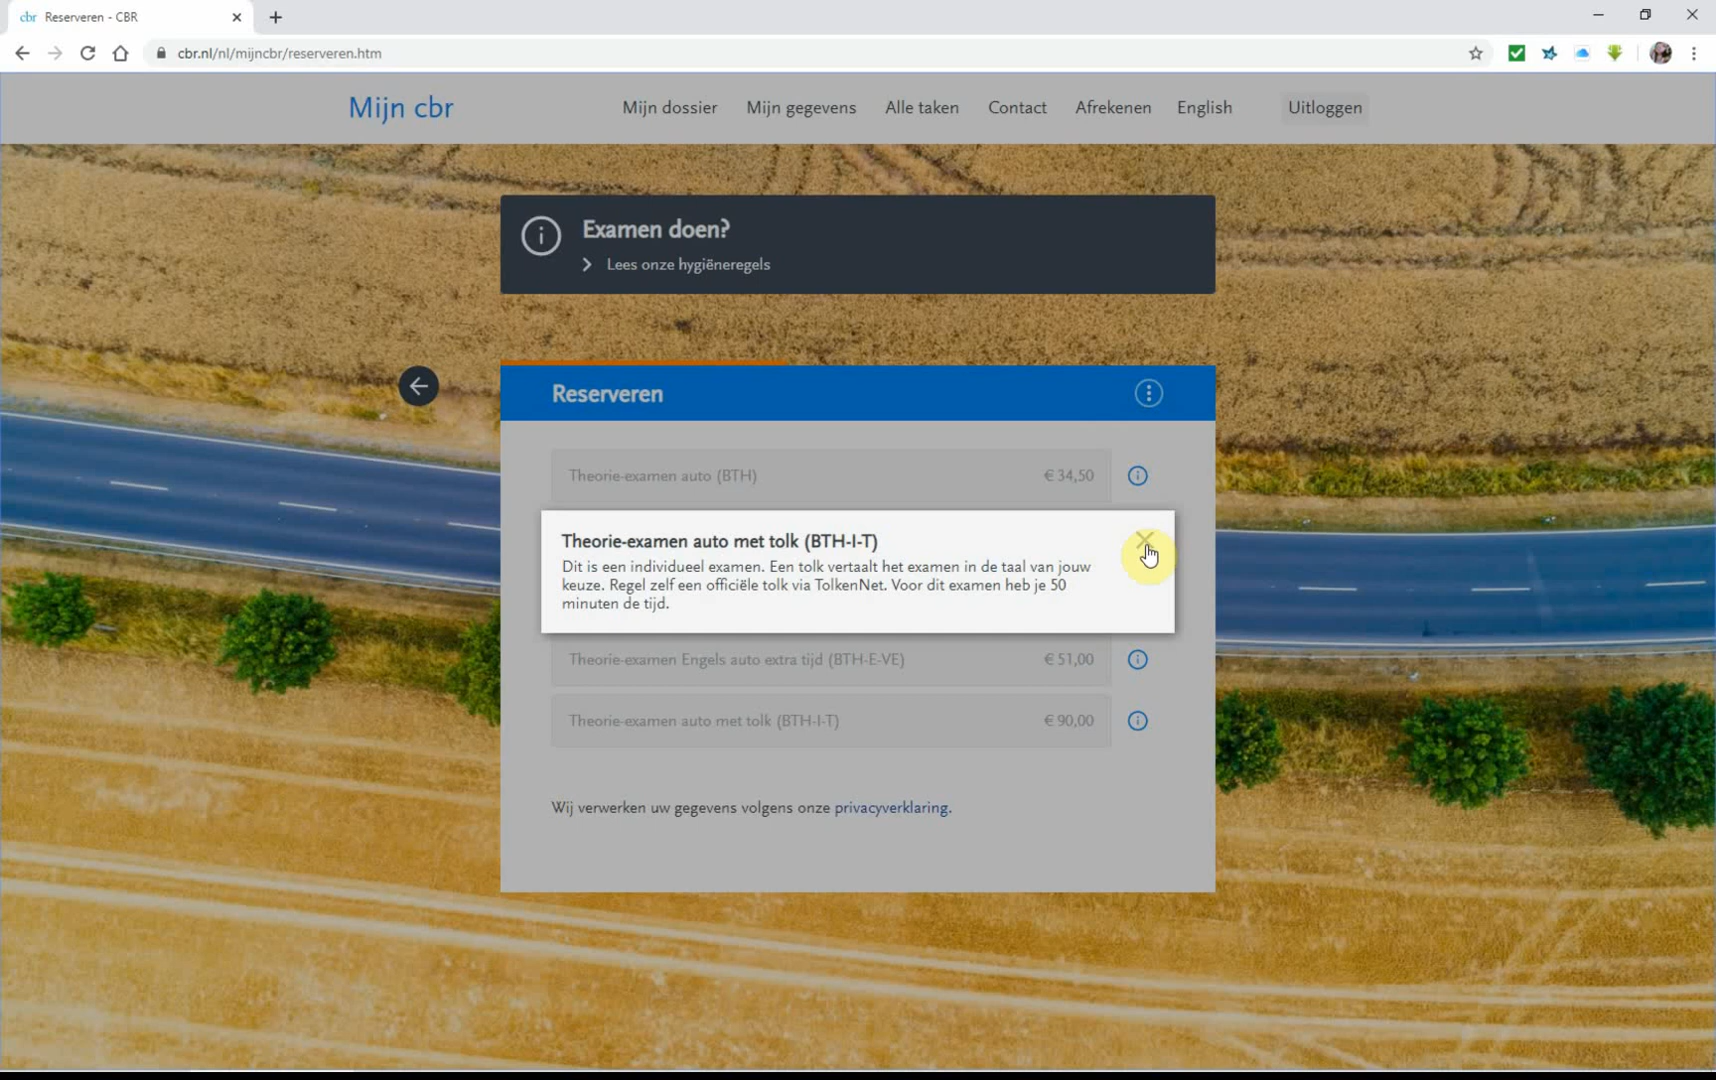 cbr Reserveren - CBR
cbr.nl/nl/mijncbr/reserveren.htm
Mijn cbr
Mijn dossier Mijn gegevens Alle taken Contact Afrekenen English Uitloggen
Examen doen?
Lees onze hygiëneregels
Reserveren
Theorie-examen auto (BTH) € 34,50
Theorie-examen auto met tolk (BTH-I-T)
Dit is een individueel examen. Een tolk vertaalt het examen in de taal van jouw
keuze. Regel zelf een officiële tolk via TolkenNet. Voor dit examen heb je 50
minuten de tijd.
Theorie-examen Engels auto extra tijd (BTH-E-VE) € 51,00
Theorie-examen auto met tolk (BTH-I-T) € 90,00
Wij verwerken uw gegevens volgens onze privacyverklaring.